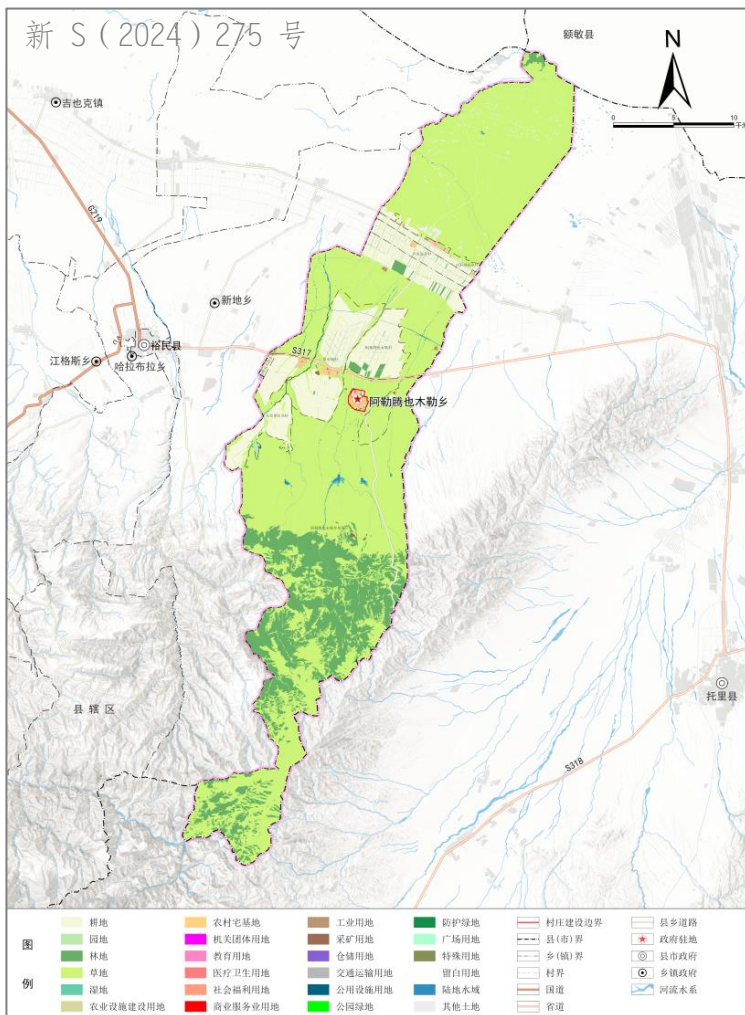 新 S（2024）275 号
额敏县
N
0 5 10
千米
吉也克镇
G219
新地乡
裕民县
S317
江格斯乡
哈拉布拉乡
阿勒腾也木勒乡
县辖区
托里县
S318
图例
耕地
园地
林地
草地
湿地
农业设施建设用地
农村宅基地
机关团体用地
教育用地
医疗卫生用地
社会福利用地
商业服务业用地
工业用地
采矿用地
仓储用地
交通运输用地
公用设施用地
公园绿地
防护绿地
广场用地
特殊用地
留白用地
陆地水域
其他土地
村庄建设边界
县(市)界
乡(镇)界
村界
国道
省道
县乡道路
政府驻地
县市政府
乡镇政府
河流水系